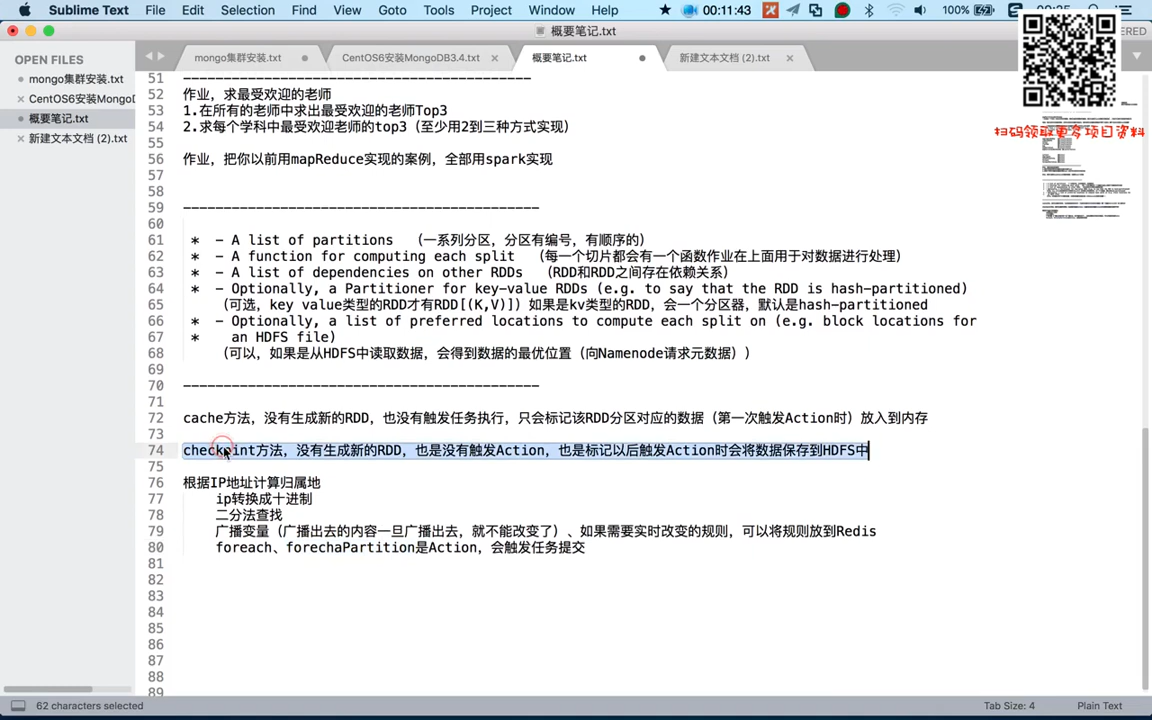 Sublime Text File Edit Selection Find View Goto Tools Project Window Help 00:11:43 100%
概要笔记.txt
OPEN FILES
mongo集群安装.txt
CentOS6安装MongoD
概要笔记.txt
新建文本文档 (2).txt
mongo集群安装.txt CentOS6安装MongoDB3.4.txt 概要笔记.txt 新建文本文档 (2).txt
扫码领取更多项目资料
51 --------------------------------------------
52 作业，求最受欢迎的老师
53 1.在所有的老师中求出最受欢迎的老师Top3
54 2.求每个学科中最受欢迎老师的top3（至少用2到三种方式实现）
55
56 作业，把你以前用mapReduce实现的案例，全部用spark实现
57
58
59 --------------------------------------------
60
61 * - A list of partitions （一系列分区，分区有编号，有顺序的）
62 * - A function for computing each split （每一个切片都会有一个函数作业在上面用于对数据进行处理）
63 * - A list of dependencies on other RDDs （RDD和RDD之间存在依赖关系）
64 * - Optionally, a Partitioner for key-value RDDs (e.g. to say that the RDD is hash-partitioned)
65 （可选，key value类型的RDD才有RDD[(K,V)]）如果是kv类型的RDD，会一个分区器，默认是hash-partitioned
66 * - Optionally, a list of preferred locations to compute each split on (e.g. block locations for
67 * an HDFS file)
68 （可以，如果是从HDFS中读取数据，会得到数据的最优位置（向Namenode请求元数据））
69
70 --------------------------------------------
71
72 cache方法，没有生成新的RDD，也没有触发任务执行，只会标记该RDD分区对应的数据（第一次触发Action时）放入到内存
73
74 checkpoint方法，没有生成新的RDD，也是没有触发Action，也是标记以后触发Action时会将数据保存到HDFS中
75
76 根据IP地址计算归属地
77 ip转换成十进制
78 二分法查找
79 广播变量（广播出去的内容一旦广播出去，就不能改变了）、如果需要实时改变的规则，可以将规则放到Redis
80 foreach、forechaPartition是Action，会触发任务提交
81
82
83
84
85
86
87
88
89
62 characters selected Tab Size: 4 Plain Text